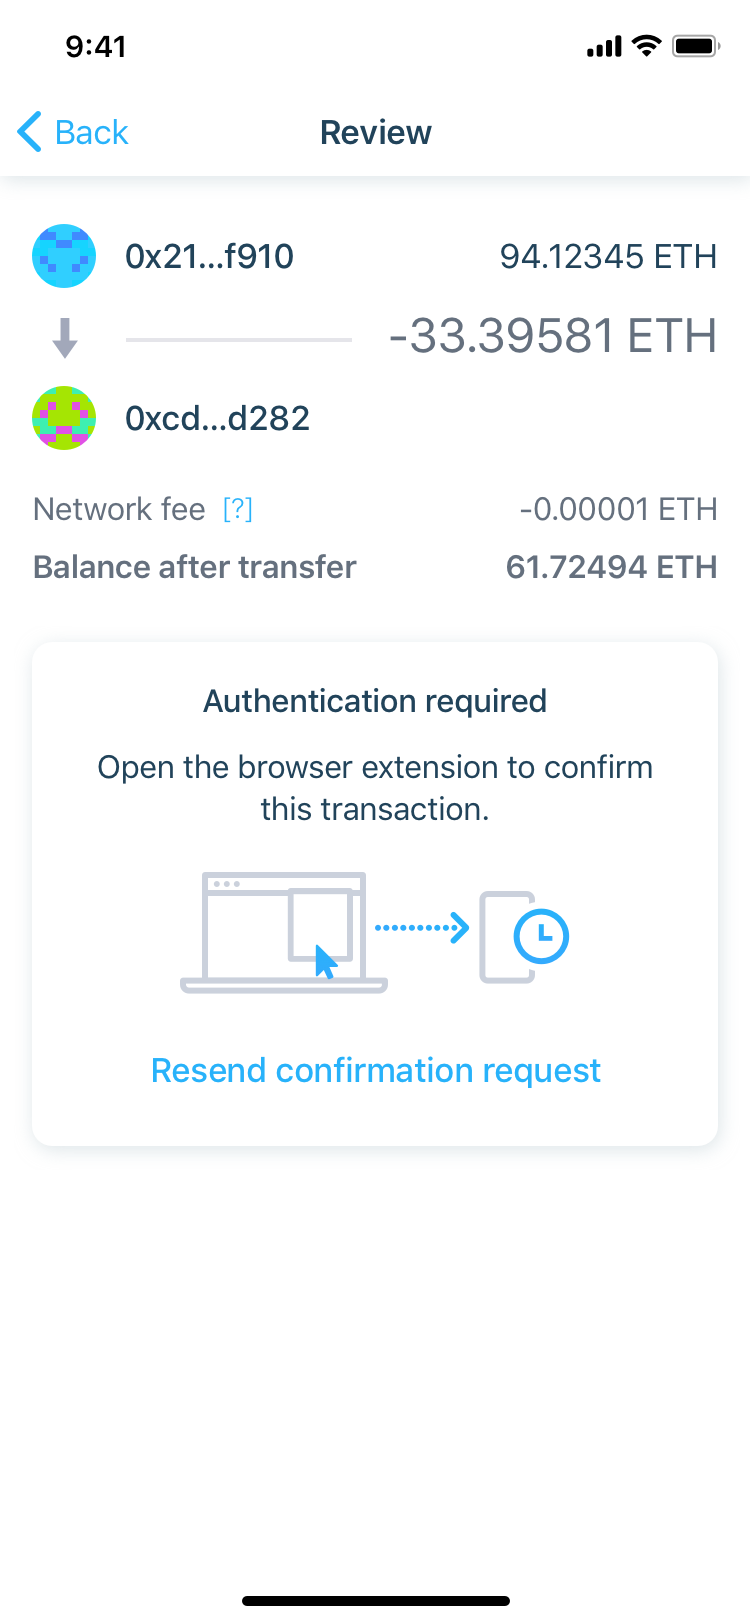 9:41
Back
Review
0x21...f910
94.12345 ETH
-33.39581 ETH
0xcd...d282
Network fee [?]
-0.00001 ETH
Balance after transfer
61.72494 ETH
Authentication required
Open the browser extension to confirm
this transaction.
Resend confirmation request